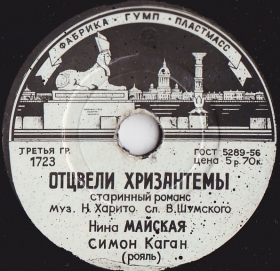 ФАБРИКА • ГУМП • ПЛАСТМАСС
ТРЕТЬЯ ГР.
1723
ГОСТ 5289-56
цена 5 р. 70к.
ОТЦВЕЛИ ХРИЗАНТЕМЫ
старинный романс
Муз. Н. Харито сл. В. Шумского
Нина МАЙСКАЯ
Симон Каган
(рояль)